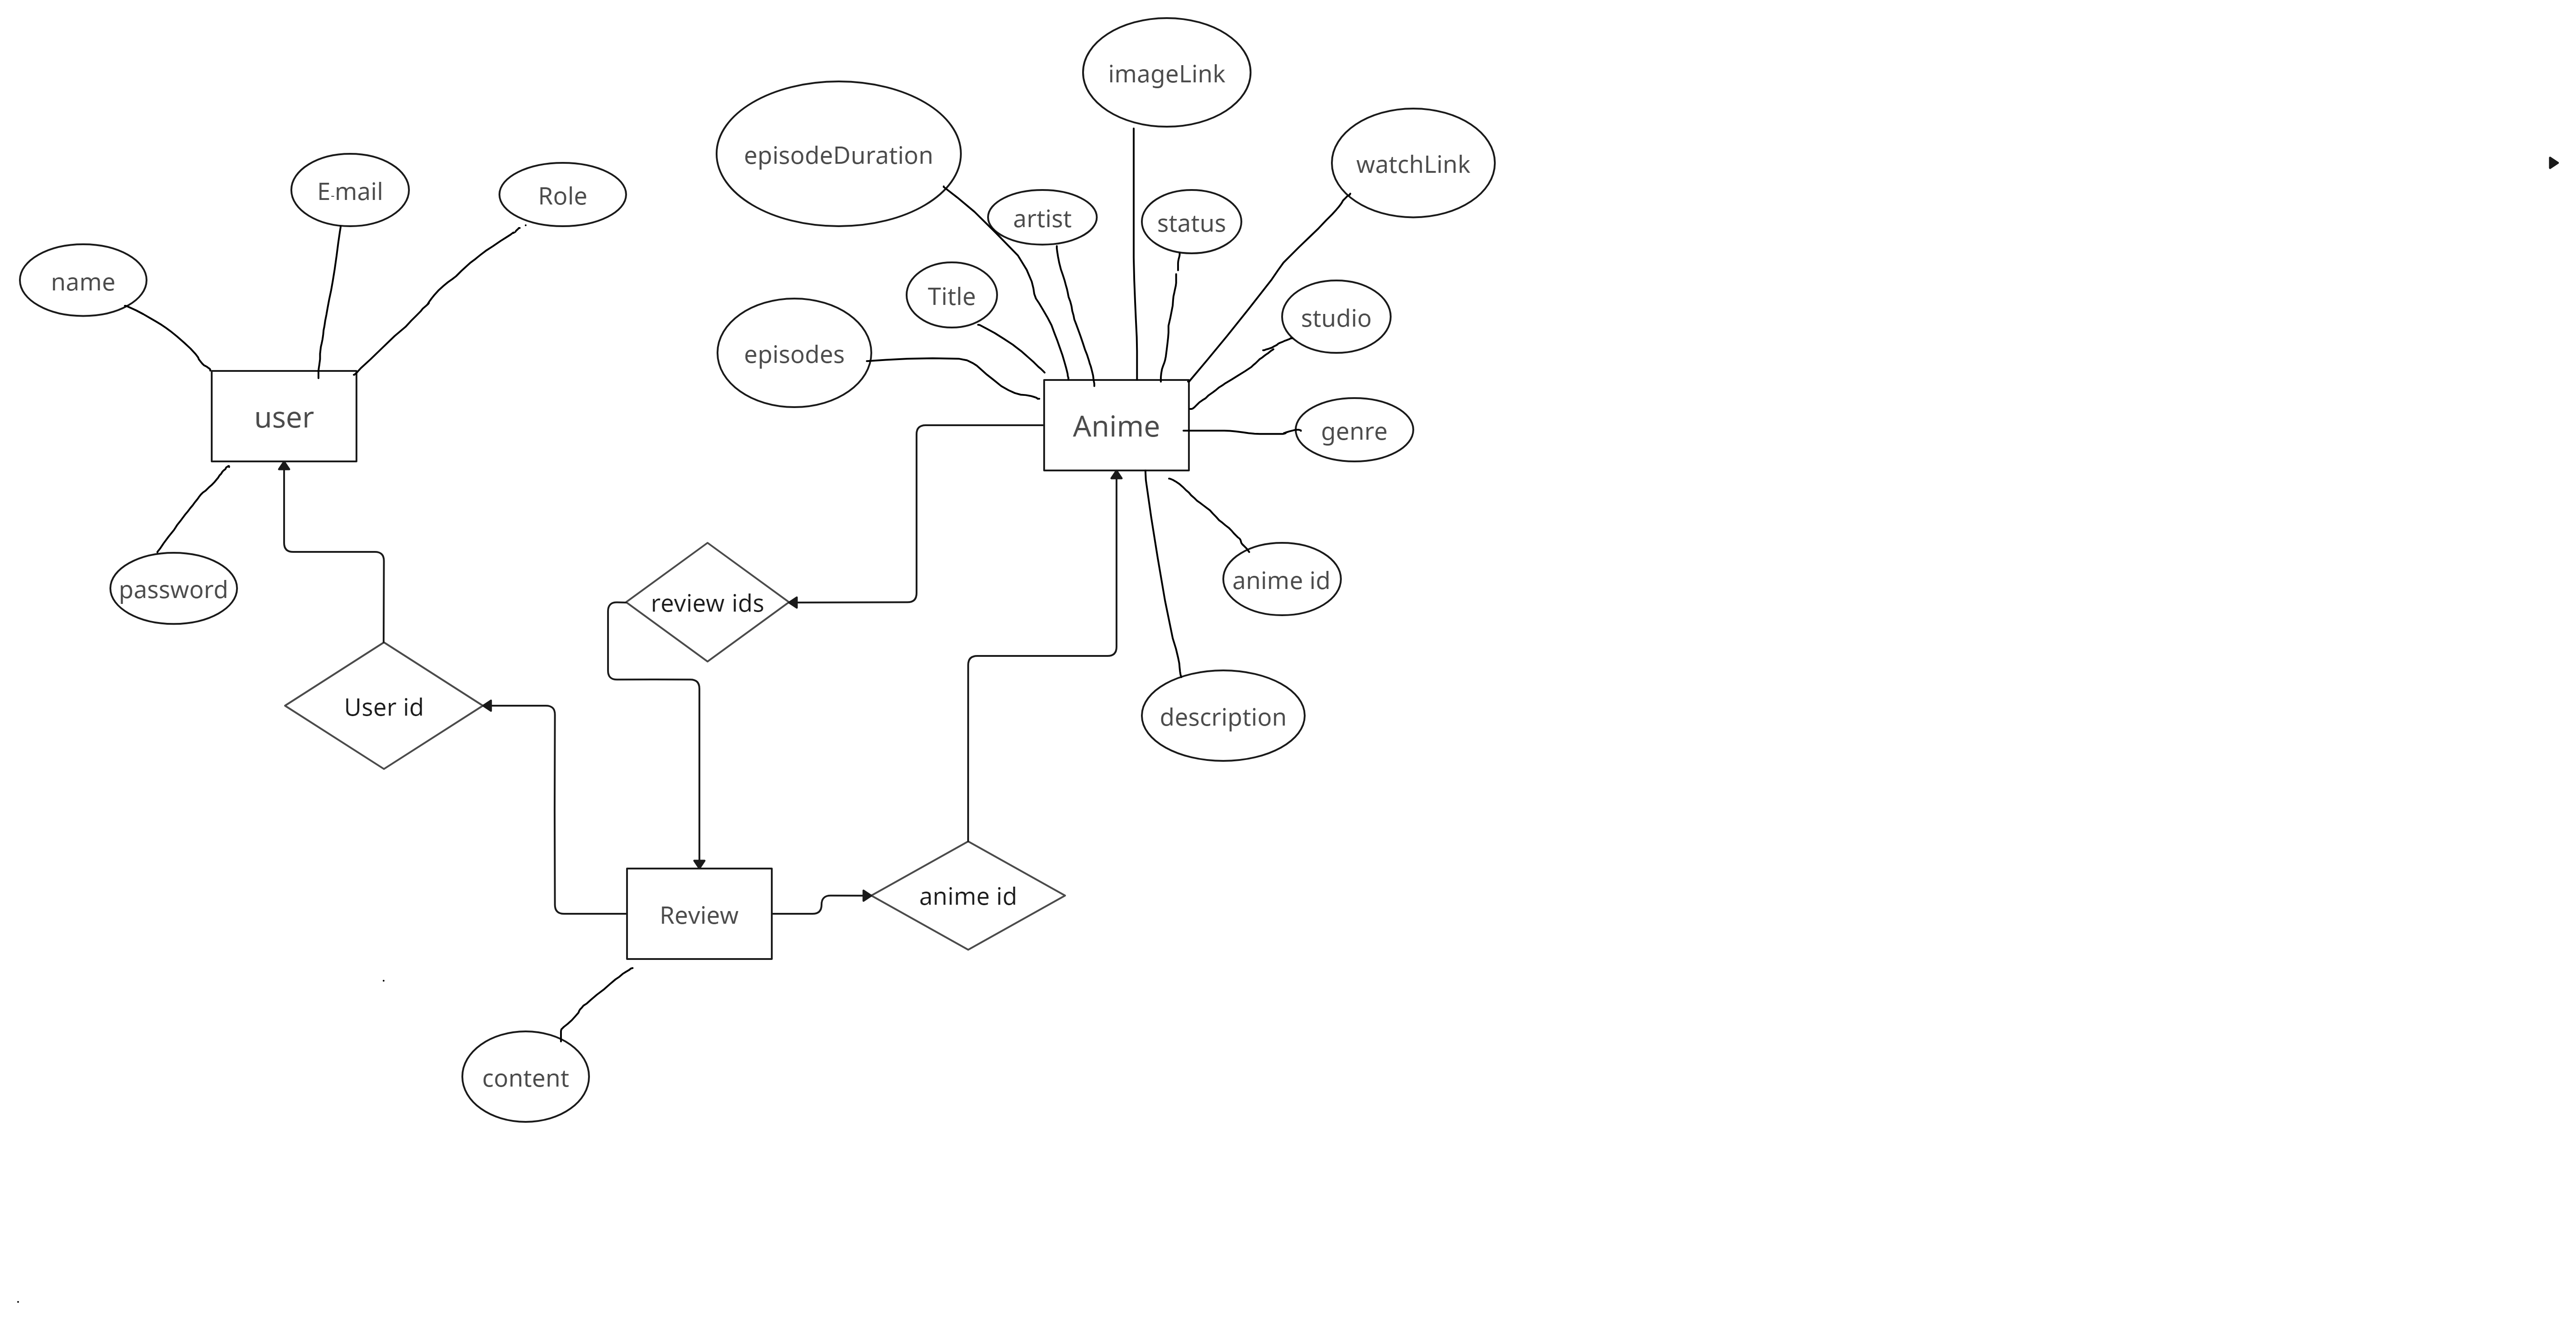 imageLink
episodeDuration
watchLink
E-mail
Role
artist
status
name
Title
studio
episodes
user
Anime
genre
anime id
password
review ids
User id
description
anime id
Review
content